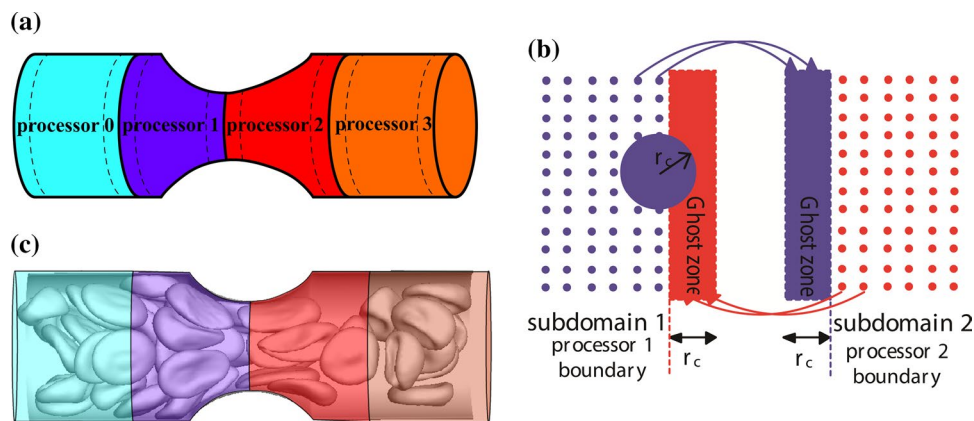 (a)
processor 0
processor 1
processor 2
processor 3
(b)
r c
Ghost zone
Ghost zone
subdomain 1
processor 1
boundary
r c
r c
subdomain 2
processor 2
boundary
(c)